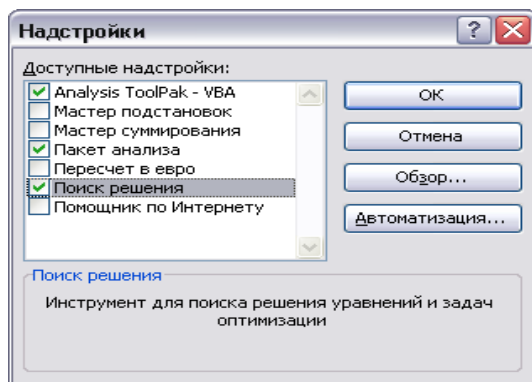 Надстройки
Доступные надстройки:
Analysis ToolPak - VBA
Мастер подстановок
Мастер суммирования
Пакет анализа
Пересчет в евро
Поиск решения
Помощник по Интернету
ОК
Отмена
Обзор...
Автоматизация...
Поиск решения
Инструмент для поиска решения уравнений и задач
оптимизации